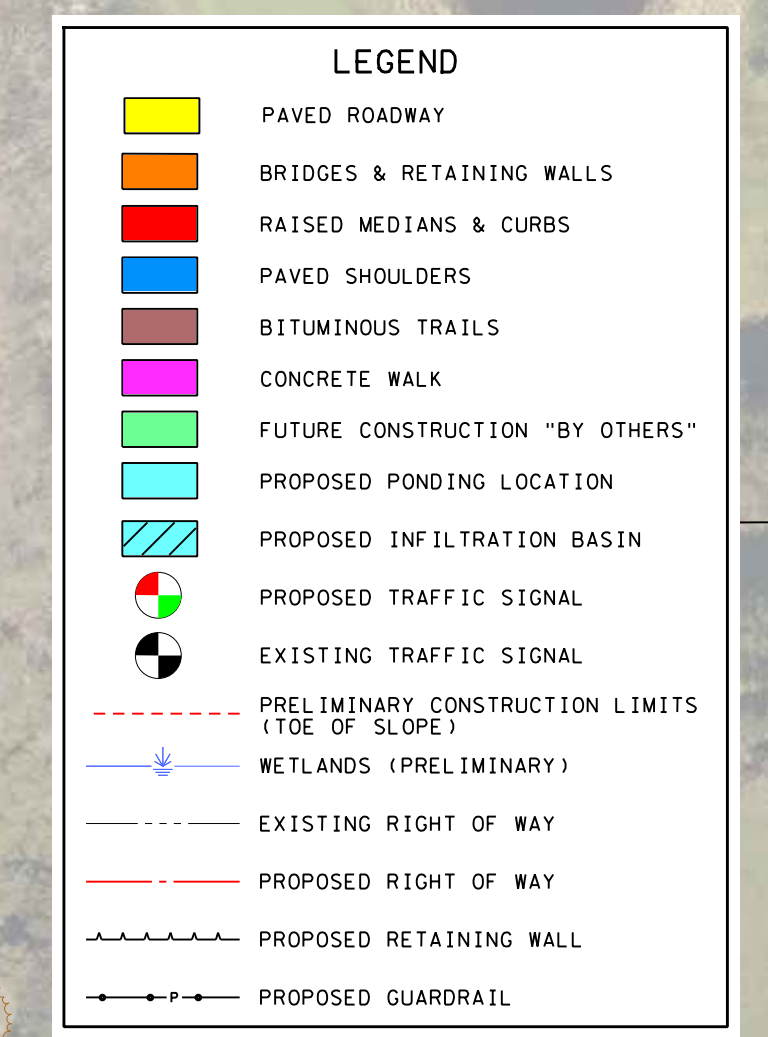 LEGEND
PAVED ROADWAY
BRIDGES & RETAINING WALLS
RAISED MEDIANS & CURBS
PAVED SHOULDERS
BITUMINOUS TRAILS
CONCRETE WALK
FUTURE CONSTRUCTION "BY OTHERS"
PROPOSED PONDING LOCATION
PROPOSED INFILTRATION BASIN
PROPOSED TRAFFIC SIGNAL
EXISTING TRAFFIC SIGNAL
PRELIMINARY CONSTRUCTION LIMITS
(TOE OF SLOPE)
WETLANDS (PRELIMINARY)
EXISTING RIGHT OF WAY
PROPOSED RIGHT OF WAY
PROPOSED RETAINING WALL
P PROPOSED GUARDRAIL